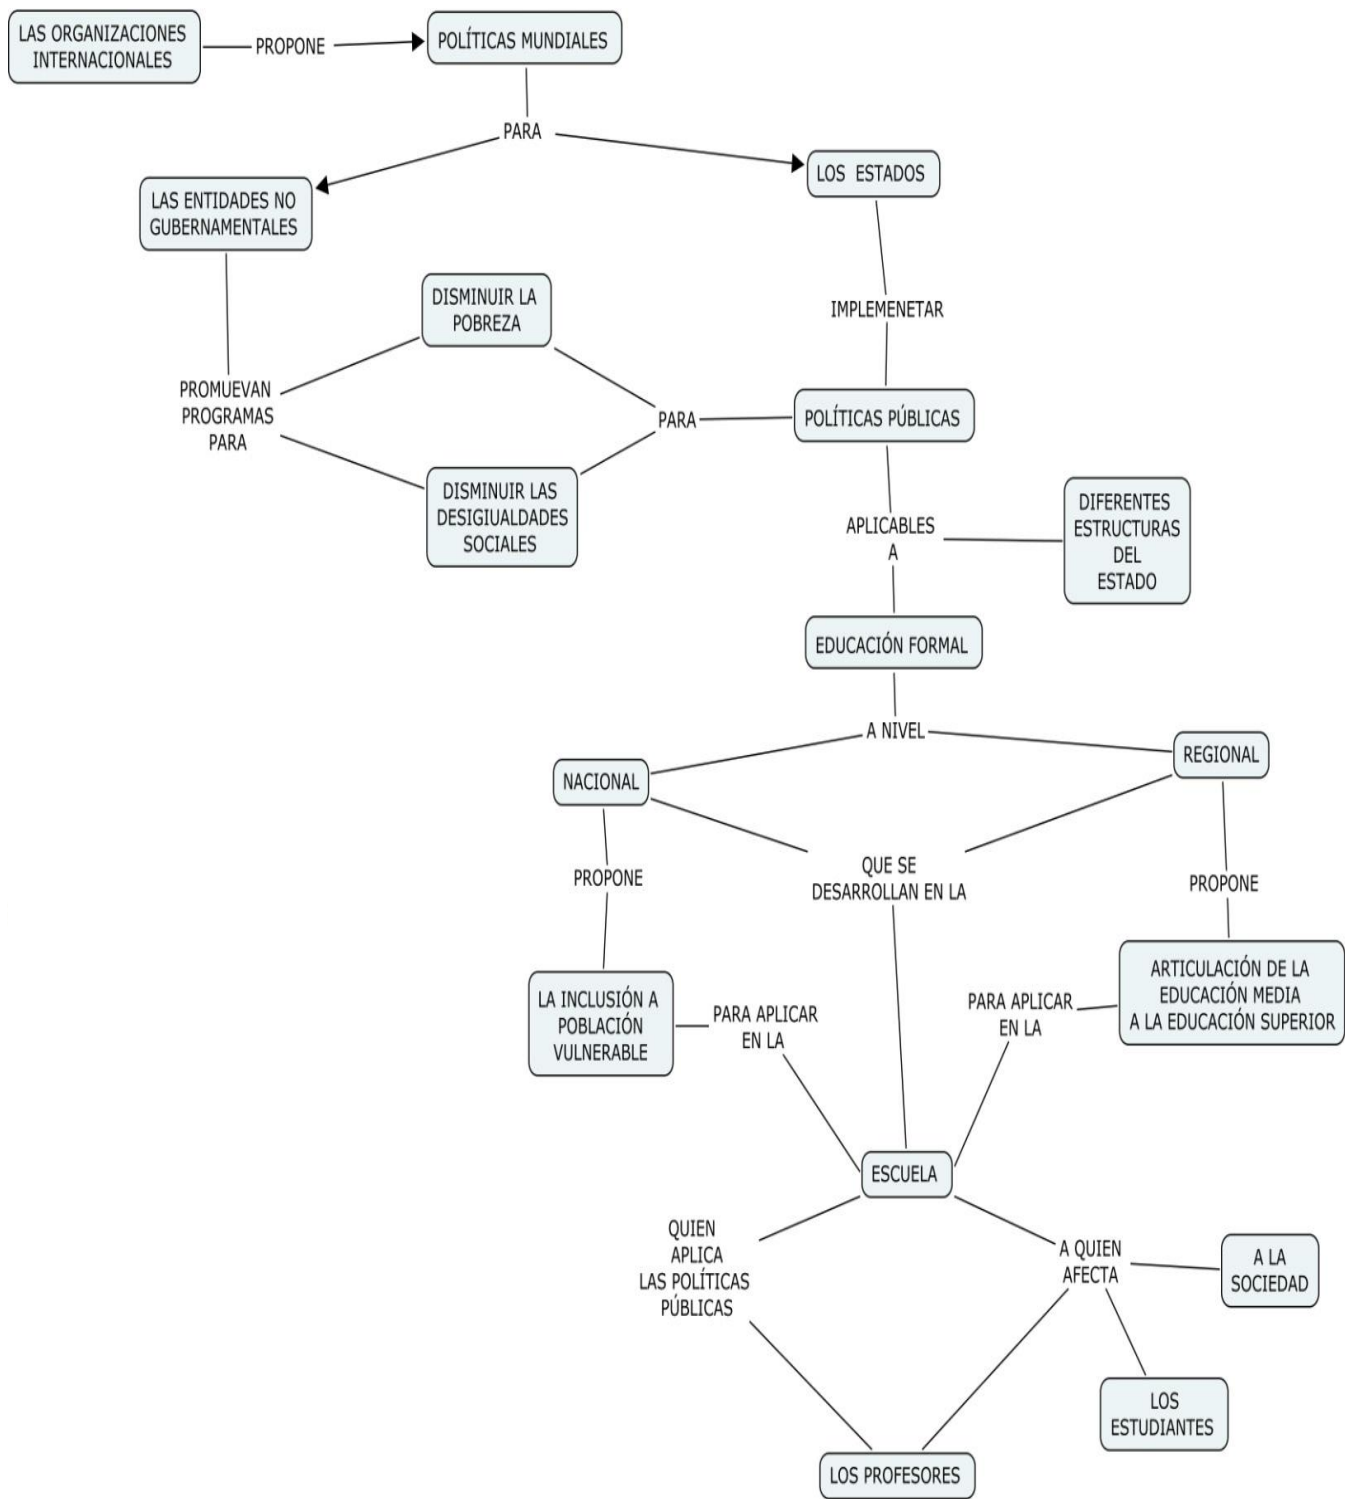 LAS ORGANIZACIONES
INTERNACIONALES
PROPONE
POLÍTICAS MUNDIALES
PARA
LAS ENTIDADES NO
GUBERNAMENTALES
LOS ESTADOS
IMPLEMENETAR
DISMINUIR LA
POBREZA
PROMUEVAN
PROGRAMAS
PARA
PARA
POLÍTICAS PÚBLICAS
DISMINUIR LAS
DESIGIUALDADES
SOCIALES
APLICABLES
A
DIFERENTES
ESTRUCTURAS
DEL
ESTADO
EDUCACIÓN FORMAL
A NIVEL
NACIONAL
REGIONAL
PROPONE
QUE SE
DESARROLLAN EN LA
PROPONE
LA INCLUSIÓN A
POBLACIÓN
VULNERABLE
PARA APLICAR
EN LA
PARA APLICAR
EN LA
ARTICULACIÓN DE LA
EDUCACIÓN MEDIA
A LA EDUCACIÓN SUPERIOR
ESCUELA
QUIEN
APLICA
LAS POLÍTICAS
PÚBLICAS
A QUIEN
AFECTA
A LA
SOCIEDAD
LOS
ESTUDIANTES
LOS PROFESORES